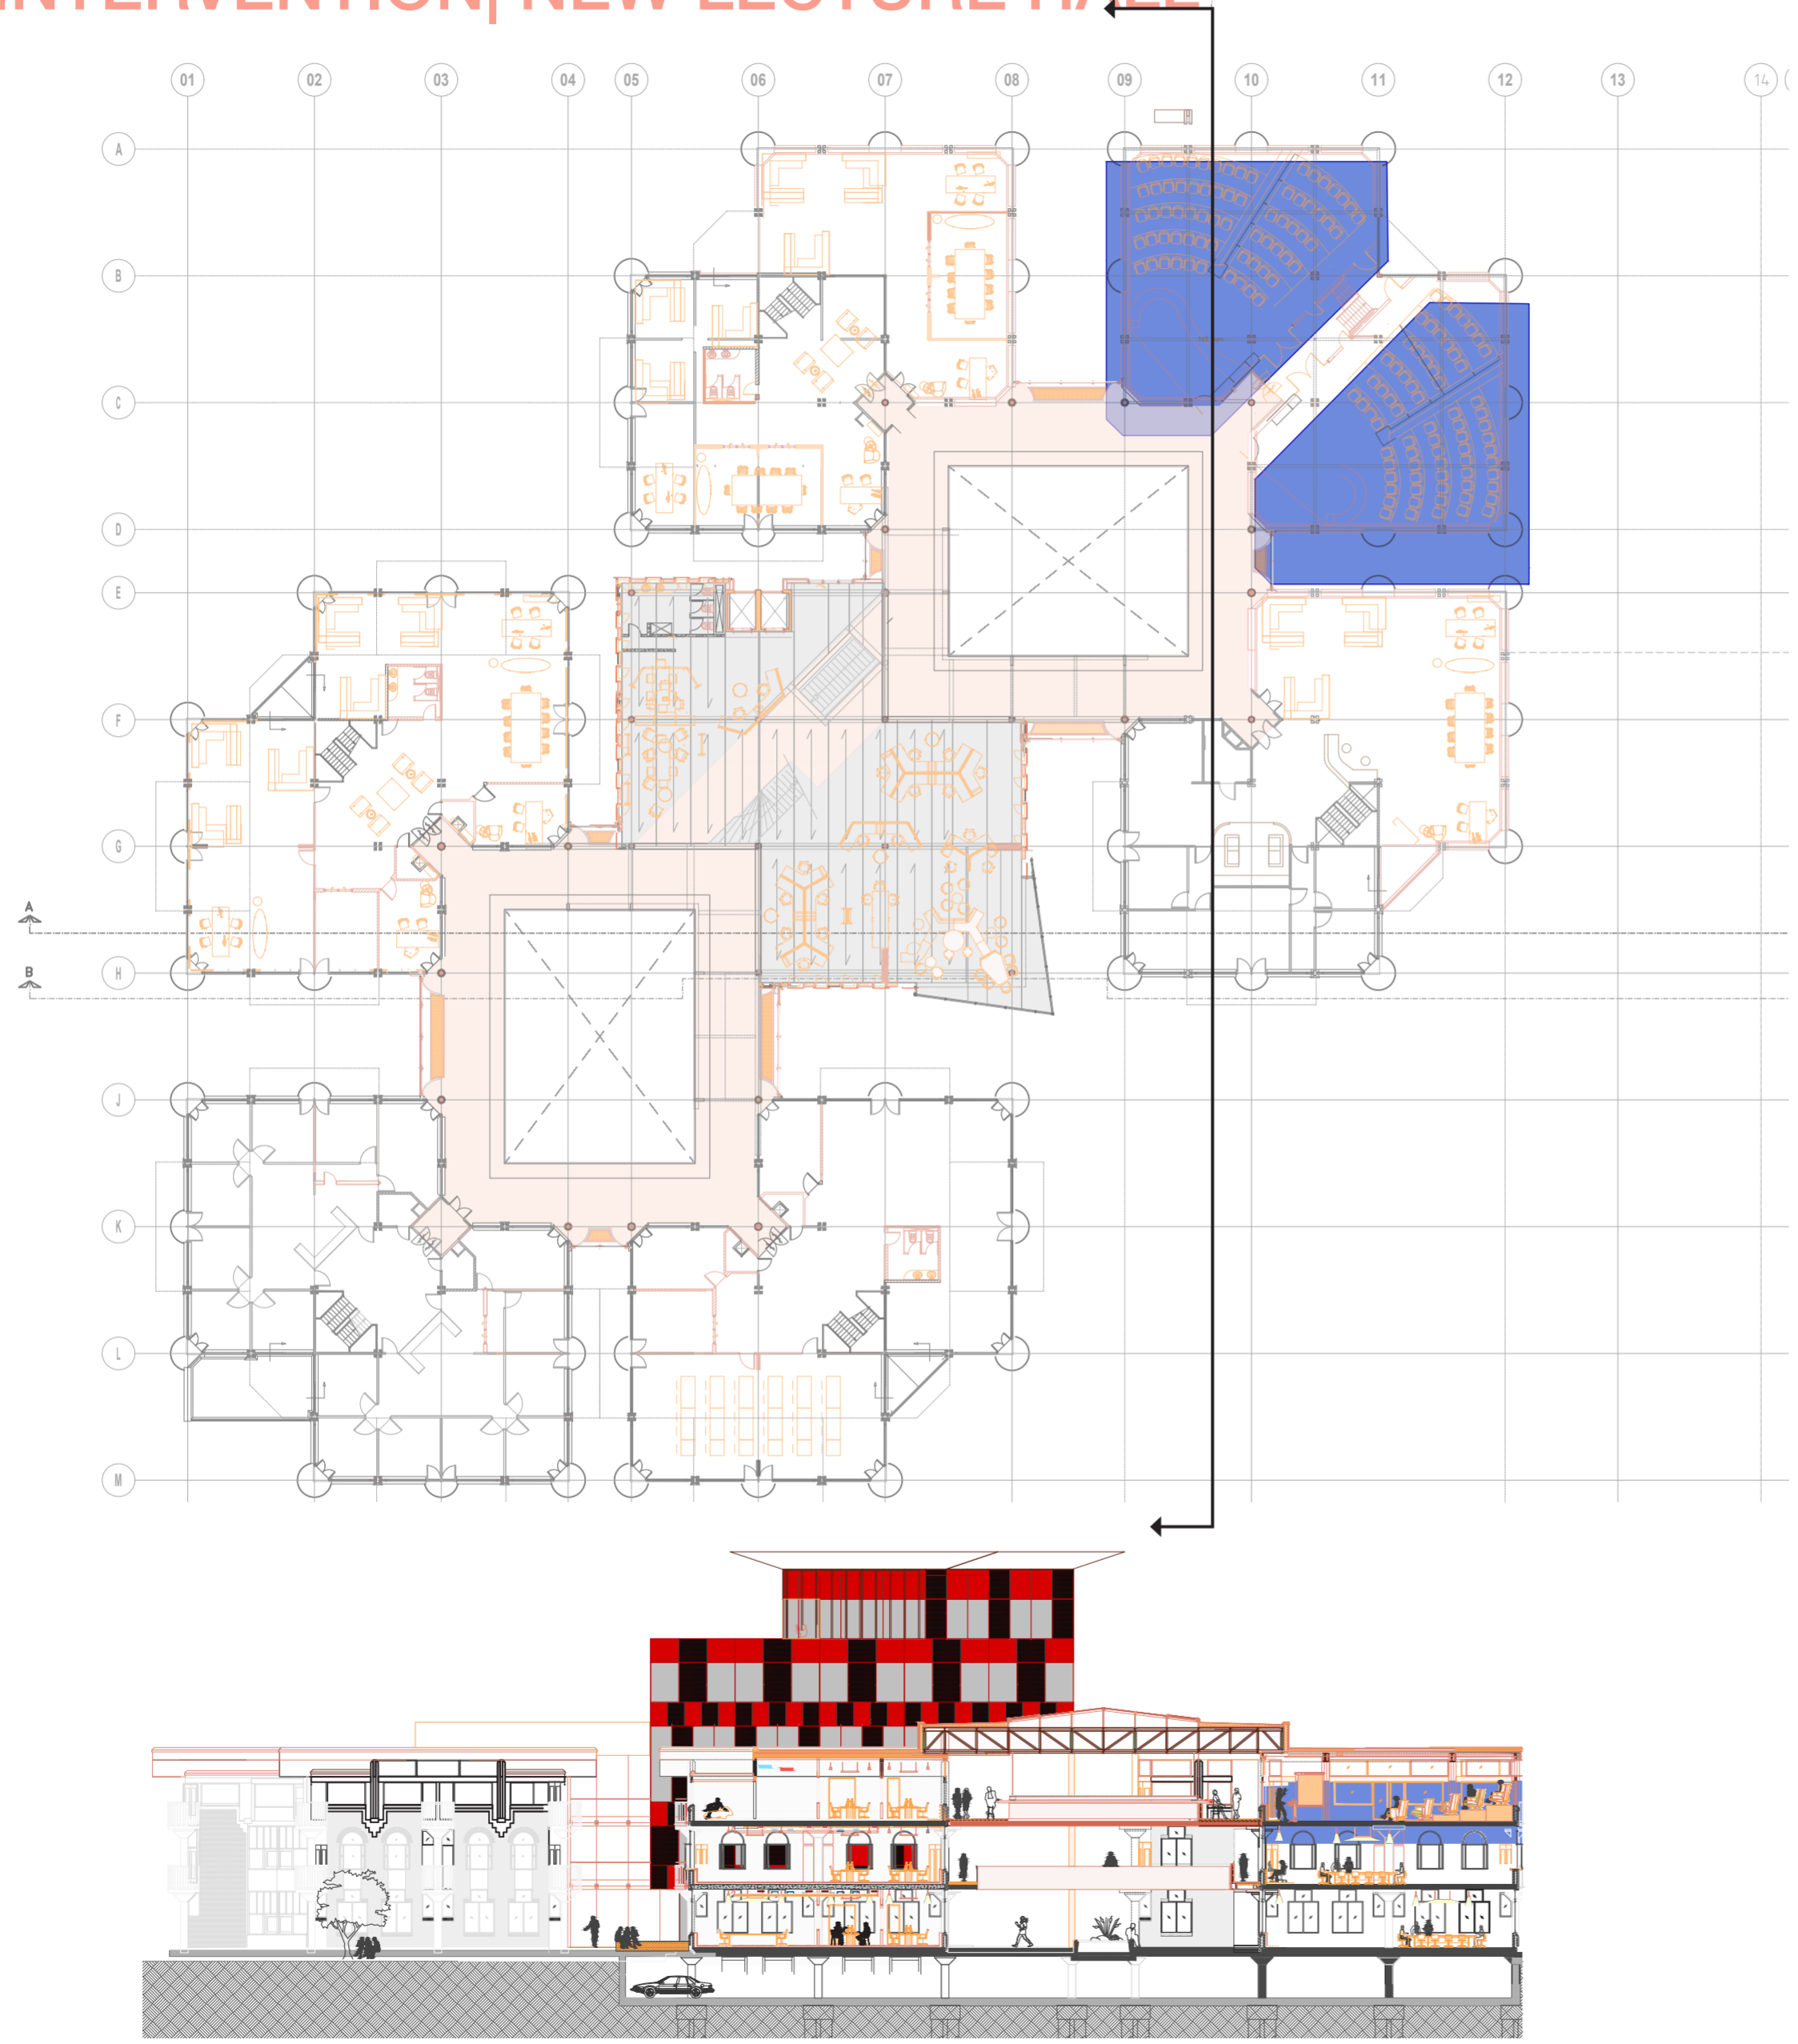 INTERVENTION| NEW LECTURE HALL
01 02 03 04 05 06 07 08 09 10 11 12 13 14
A
B
C
D
E
F
G
A
H
B
J
K
L
M